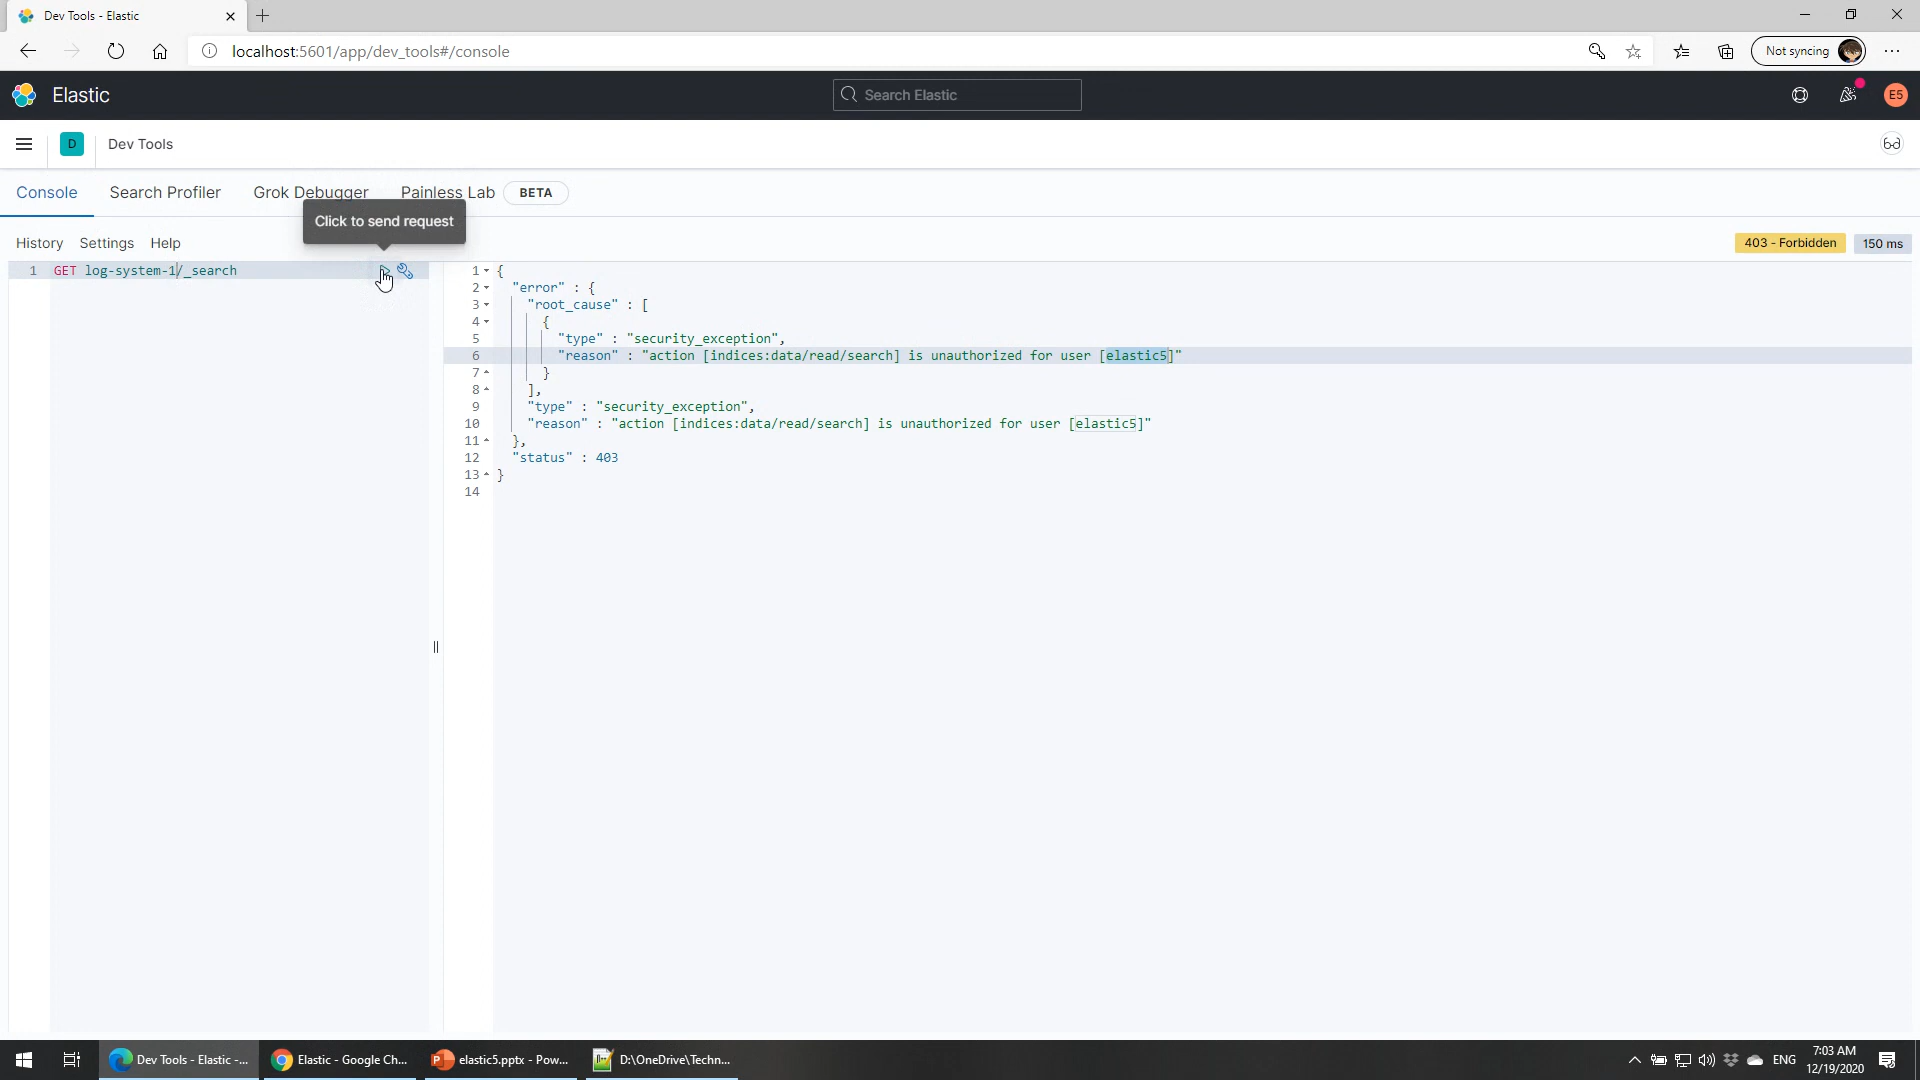 Dev Tools - Elastic
localhost:5601/app/dev_tools#/console
Not syncing
Elastic
Search Elastic
E5
D
Dev Tools
Console
Search Profiler
Grok Debugger
Painless Lab
BETA
Click to send request
History
Settings
Help
403 - Forbidden
150 ms
1 GET log-system-1/_search
1 {
2 "error" : {
3 "root_cause" : [
4 {
5 "type" : "security_exception",
6 "reason" : "action [indices:data/read/search] is unauthorized for user [elastic5]"
7 }
8 ],
9 "type" : "security_exception",
10 "reason" : "action [indices:data/read/search] is unauthorized for user [elastic5]"
11 },
12 "status" : 403
13 }
14
Dev Tools - Elastic -...
Elastic - Google Ch...
elastic5.pptx - Pow...
D:\OneDrive\Techn...
ENG
7:03 AM
12/19/2020